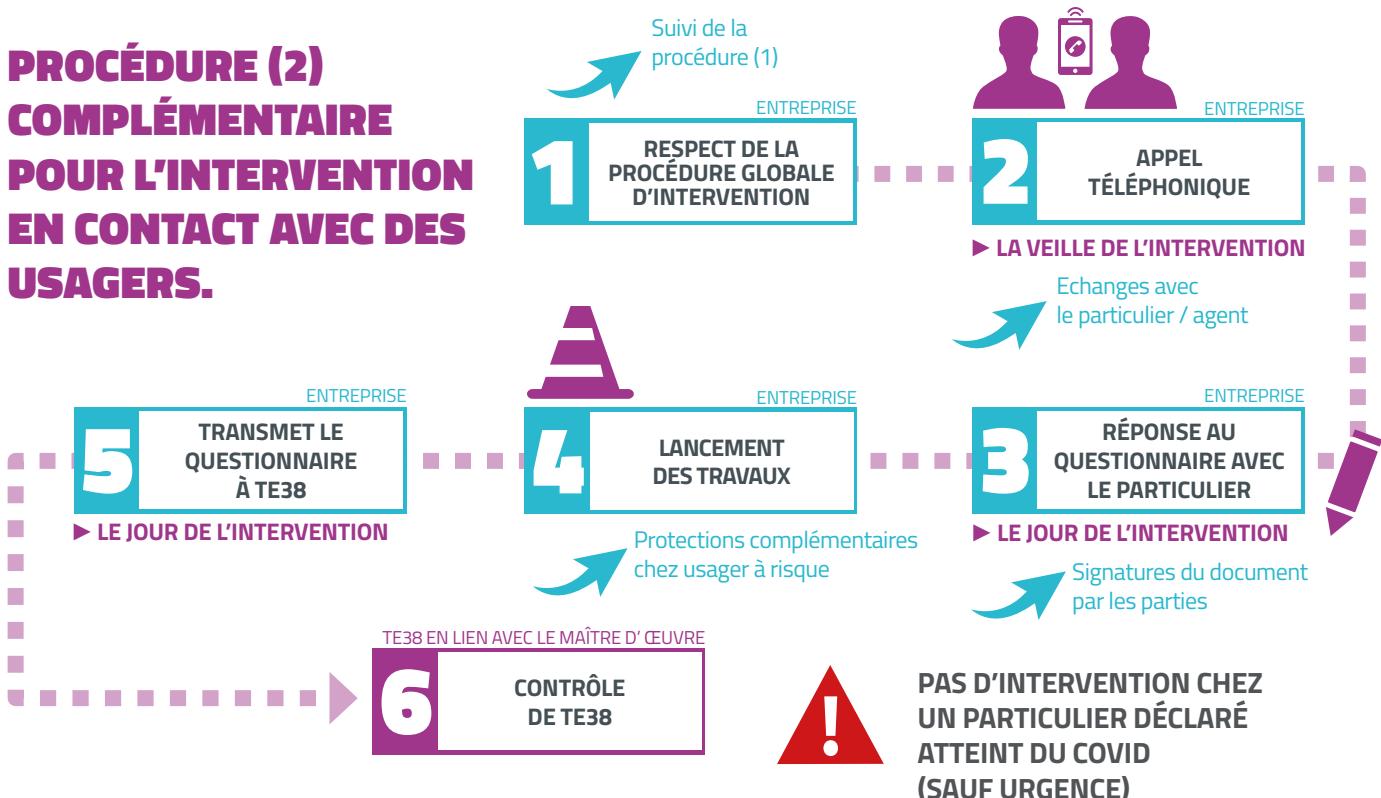 PROCÉDURE (2)
COMPLÉMENTAIRE
POUR L'INTERVENTION
EN CONTACT AVEC DES
USAGERS.
Suivi de la
procédure (1)
ENTREPRISE
1
RESPECT DE LA
PROCÉDURE GLOBALE
D'INTERVENTION
ENTREPRISE
2
APPEL
TÉLÉPHONIQUE
► LA VEILLE DE L'INTERVENTION
Echanges avec
le particulier / agent
ENTREPRISE
3
RÉPONSE AU
QUESTIONNAIRE AVEC
LE PARTICULIER
► LE JOUR DE L'INTERVENTION
Signatures du document
par les parties
ENTREPRISE
4
LANCEMENT
DES TRAVAUX
Protections complémentaires
chez usager à risque
ENTREPRISE
5
TRANSMET LE
QUESTIONNAIRE
À TE38
► LE JOUR DE L'INTERVENTION
TE38 EN LIEN AVEC LE MAÎTRE D' ŒUVRE
6
CONTRÔLE
DE TE38
!
PAS D'INTERVENTION CHEZ
UN PARTICULIER DÉCLARÉ
ATTEINT DU COVID
(SAUF URGENCE)